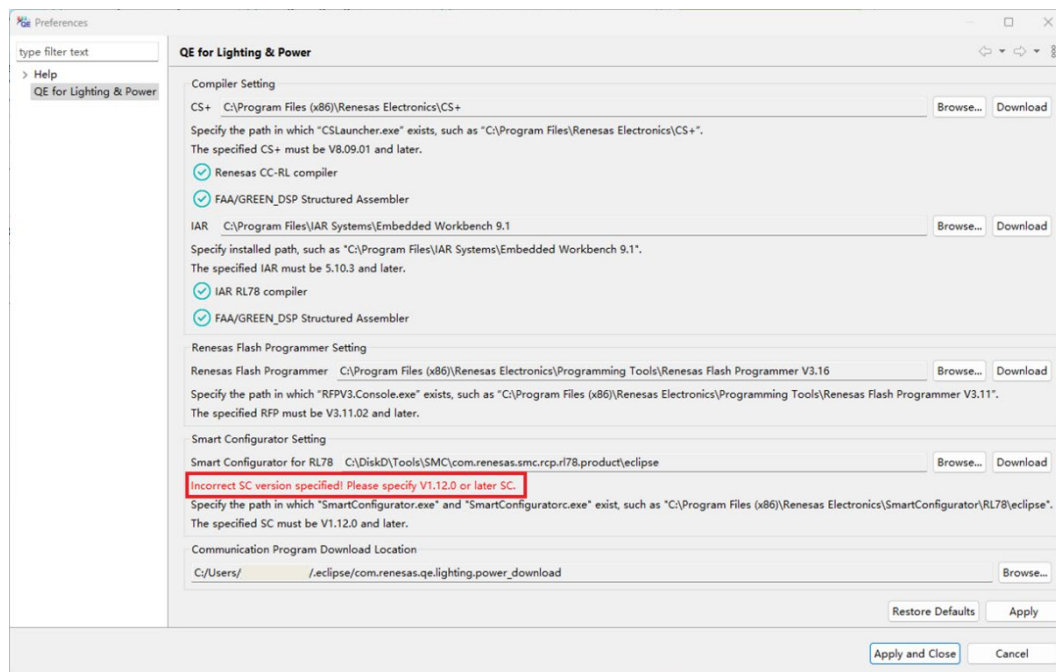 Preferences
type filter text
Help
QE for Lighting & Power
QE for Lighting & Power
Compiler Setting
CS+ C:\Program Files (x86)\Renesas Electronics\CS+ Browse... Download
Specify the path in which "CSLauncher.exe" exists, such as "C:\Program Files\Renesas Electronics\CS+".
The specified CS+ must be V8.09.01 and later.
Renesas CC-RL compiler
FAA/GREEN_DSP Structured Assembler
IAR C:\Program Files\IAR Systems\Embedded Workbench 9.1 Browse... Download
Specify installed path, such as "C:\Program Files\IAR Systems\Embedded Workbench 9.1".
The specified IAR must be 5.10.3 and later.
IAR RL78 compiler
FAA/GREEN_DSP Structured Assembler
Renesas Flash Programmer Setting
Renesas Flash Programmer C:\Program Files (x86)\Renesas Electronics\Programming Tools\Renesas Flash Programmer V3.16 Browse... Download
Specify the path in which "RFPV3.Console.exe" exists, such as "C:\Program Files (x86)\Renesas Electronics\Programming Tools\Renesas Flash Programmer V3.11".
The specified RFP must be V3.11.02 and later.
Smart Configurator Setting
Smart Configurator for RL78 C:\DiskD\Tools\SMC\com.renesas.smc.rcp.rl78.product\eclipse Browse... Download
Incorrect SC version specified! Please specify V1.12.0 or later SC.
Specify the path in which "SmartConfigurator.exe" and "SmartConfiguratorc.exe" exist, such as "C:\Program Files (x86)\Renesas Electronics\SmartConfigurator\RL78\eclipse".
The specified SC must be V1.12.0 and later.
Communication Program Download Location
C:/Users/ /.eclipse/com.renesas.qe.lighting.power_download Browse...
Restore Defaults Apply
Apply and Close Cancel